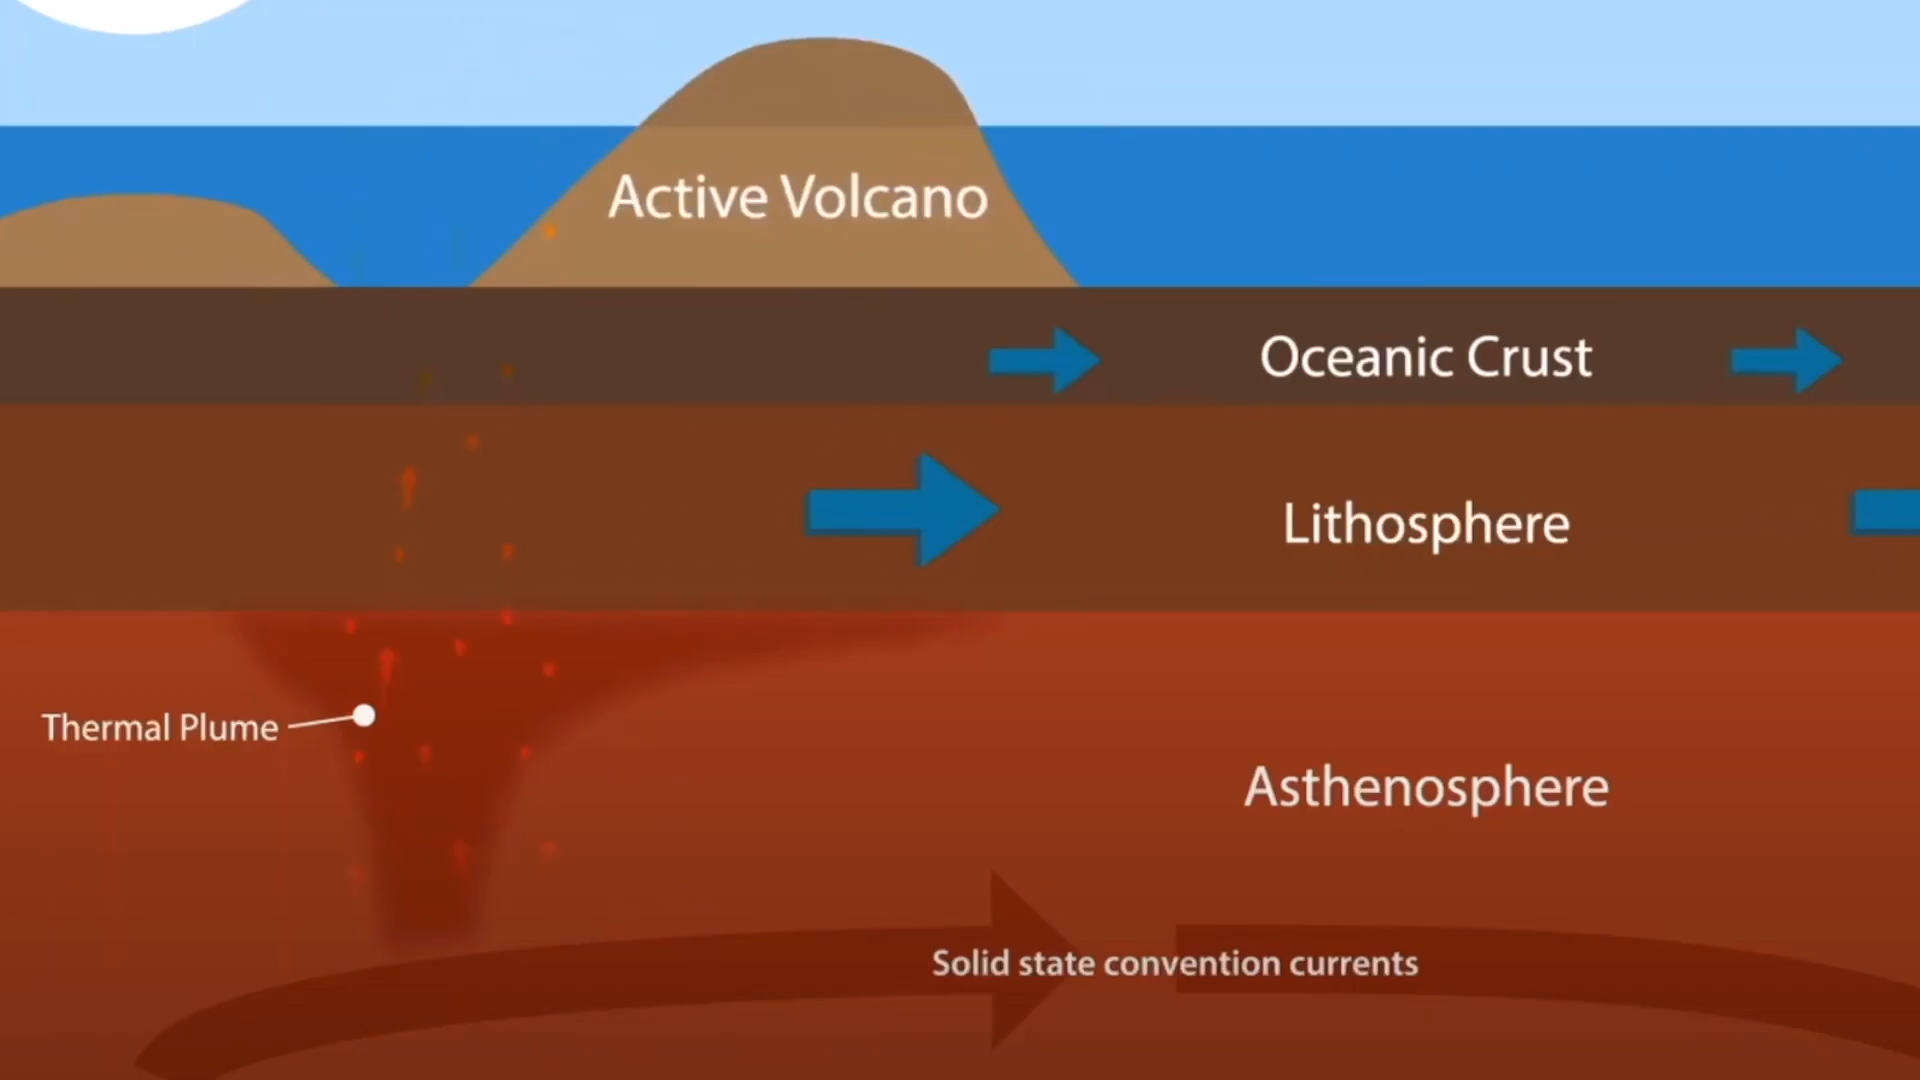 Active Volcano
Oceanic Crust
Lithosphere
Thermal Plume
Asthenosphere
Solid state convention currents